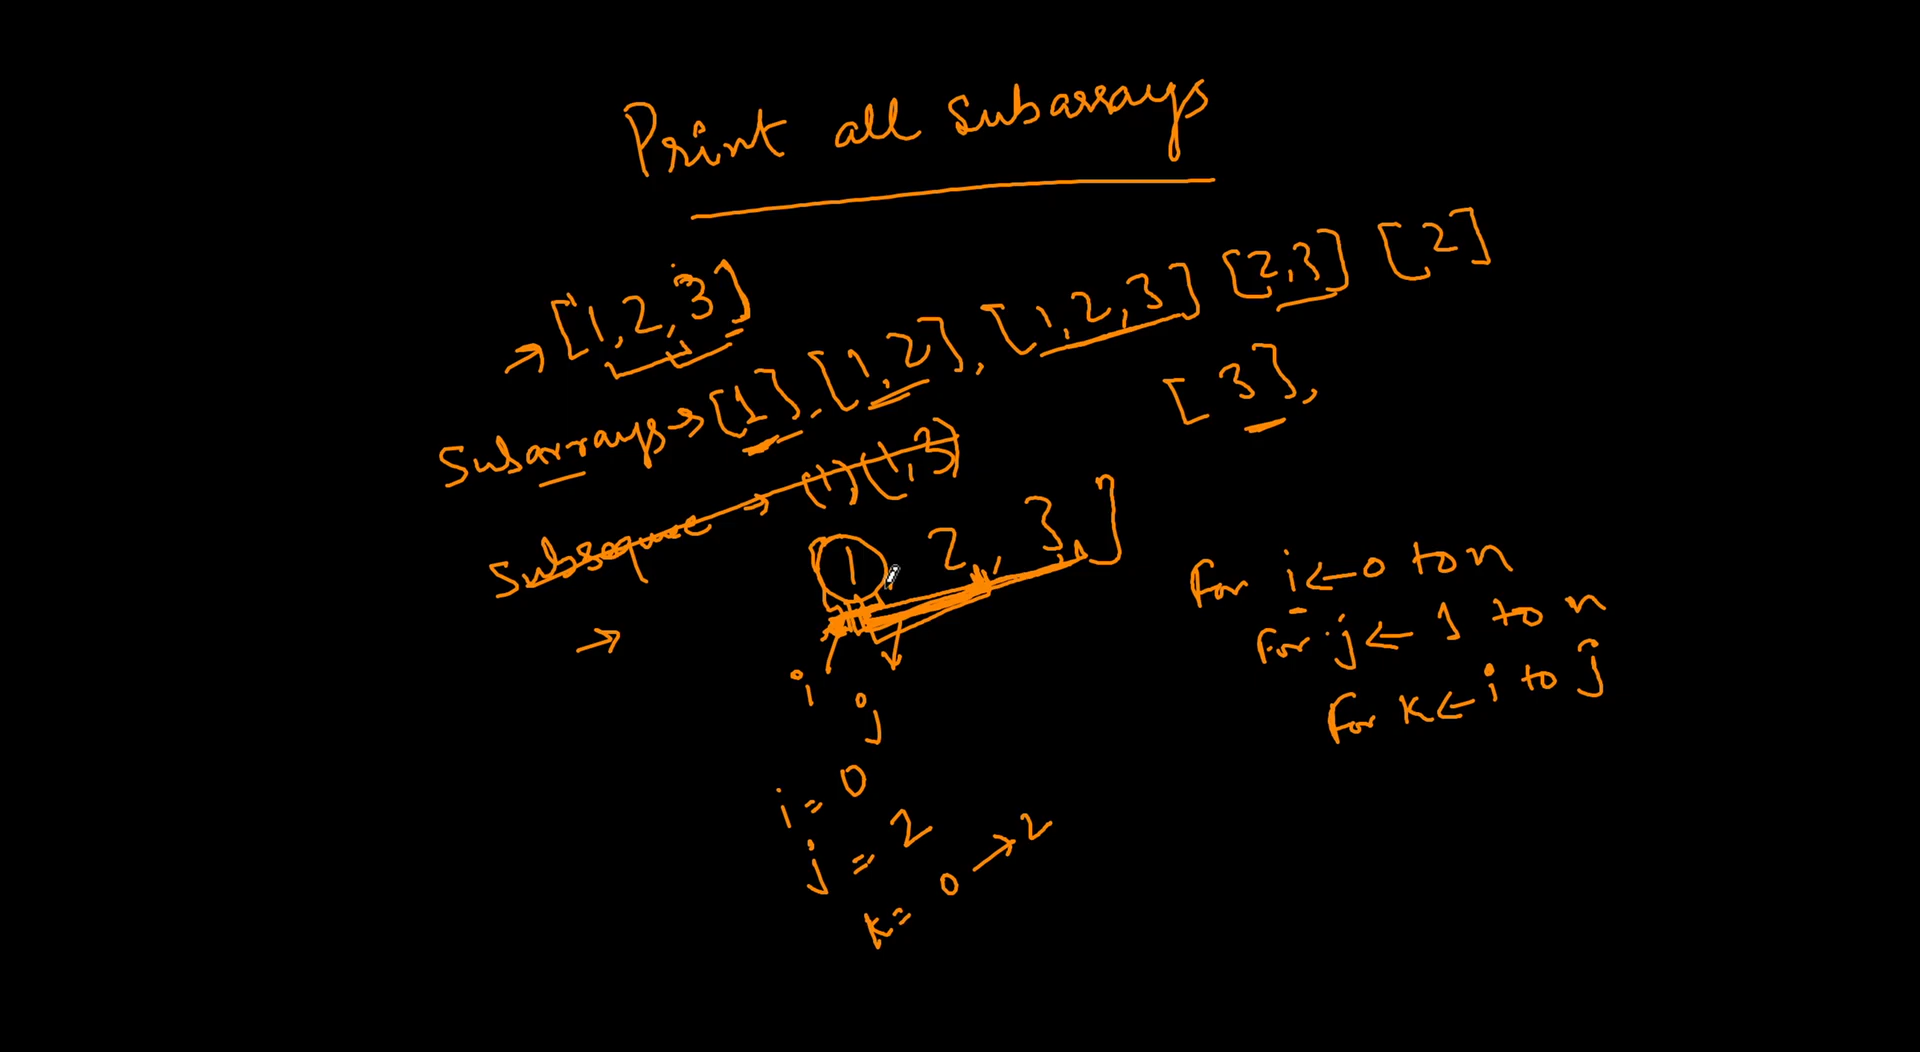 Print all subarrays
→ [1,2,3]
Subarrays → [1], [1,2], [1,2,3] [2,3] [2]
[3],
Subseque → (1)(1,3)
1, 2, 3, ]
→
i
j
i = 0
j = 2
k = 0 → 2
for i ← 0 to n
for j ← 1 to n
for k ← i to j